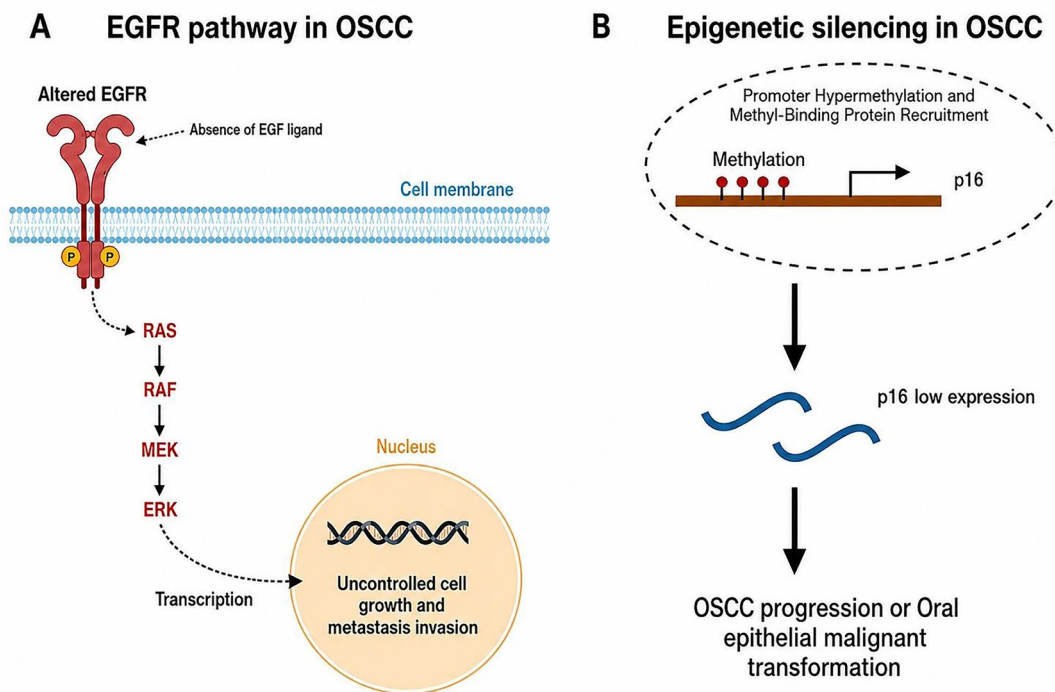 A
EGFR pathway in OSCC
Altered EGFR
Absence of EGF ligand
Cell membrane
P
P
RAS
RAF
MEK
ERK
Transcription
Nucleus
Uncontrolled cell
growth and
metastasis invasion
B
Epigenetic silencing in OSCC
Promoter Hypermethylation and
Methyl-Binding Protein Recruitment
Methylation
p16
p16 low expression
OSCC progression or Oral
epithelial malignant
transformation